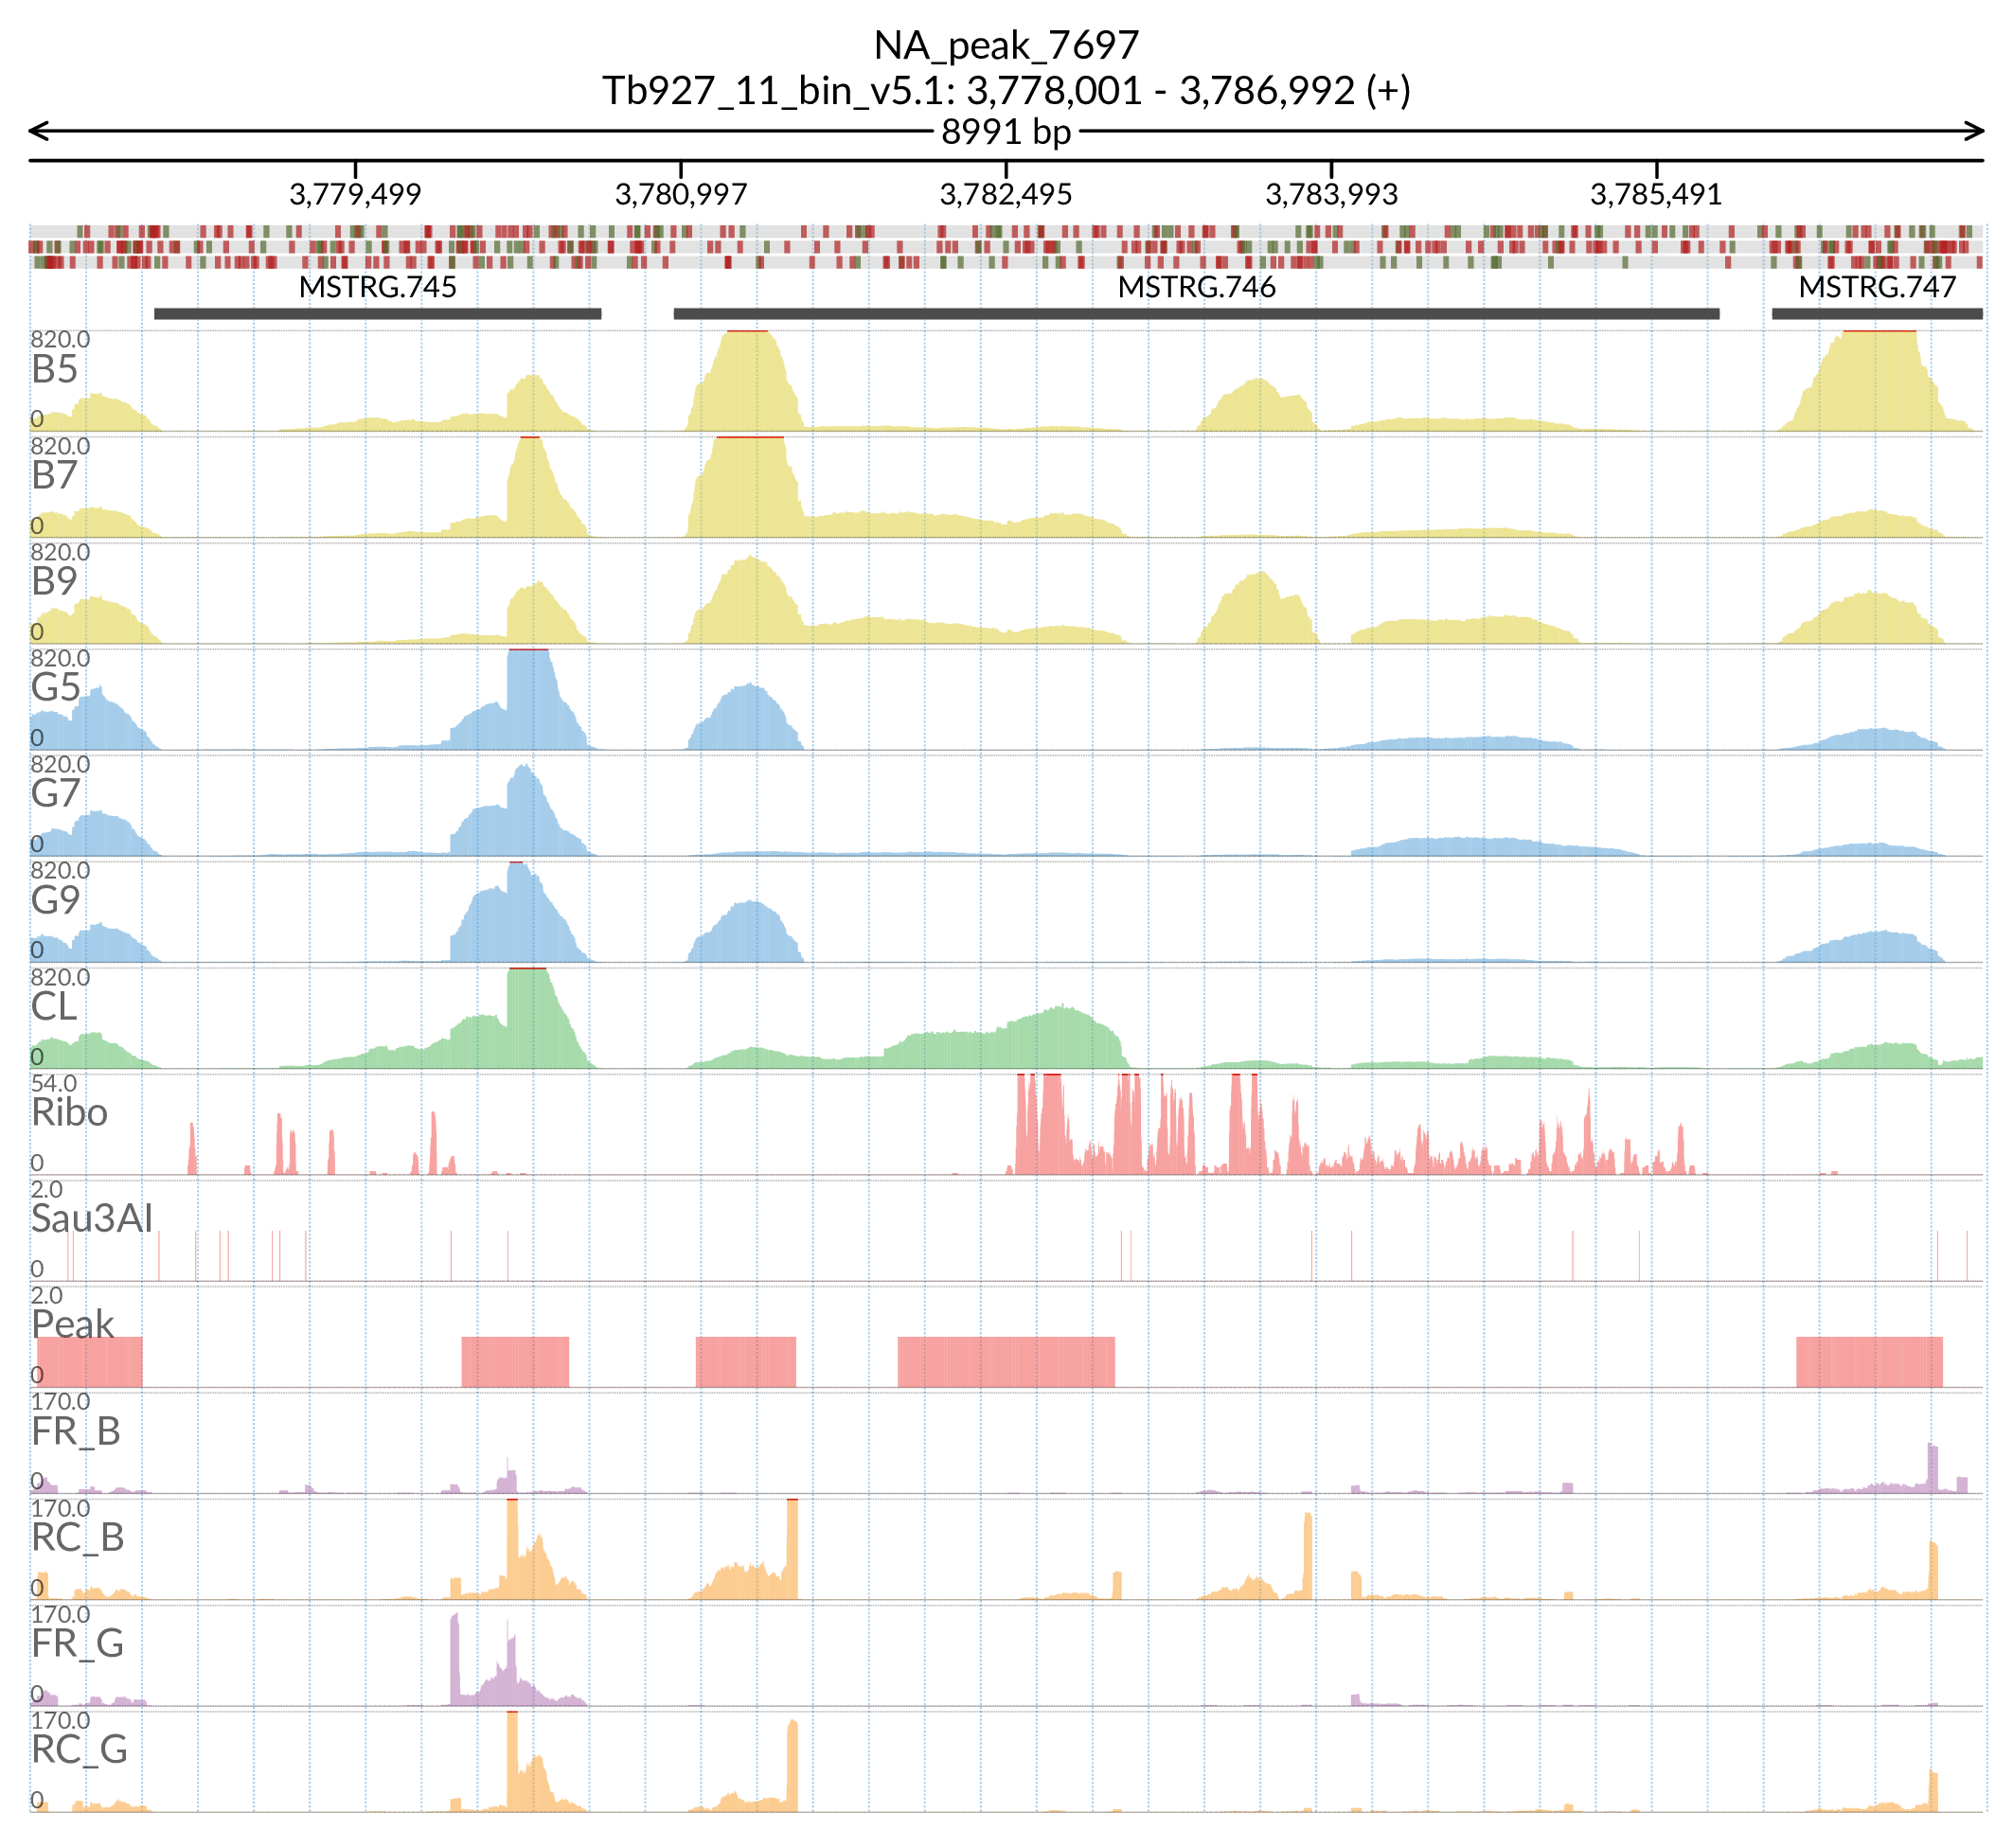 NA_peak_7697
Tb927_11_bin_v5.1: 3,778,001 - 3,786,992 (+)
8991 bp
3,779,499 3,780,997 3,782,495 3,783,993 3,785,491
MSTRG.745 MSTRG.746 MSTRG.747
820.0
B5
0
820.0
B7
0
820.0
B9
0
820.0
G5
0
820.0
G7
0
820.0
G9
0
820.0
CL
0
54.0
Ribo
0
2.0
Sau3AI
0
2.0
Peak
0
170.0
FR_B
0
170.0
RC_B
0
170.0
FR_G
0
170.0
RC_G
0